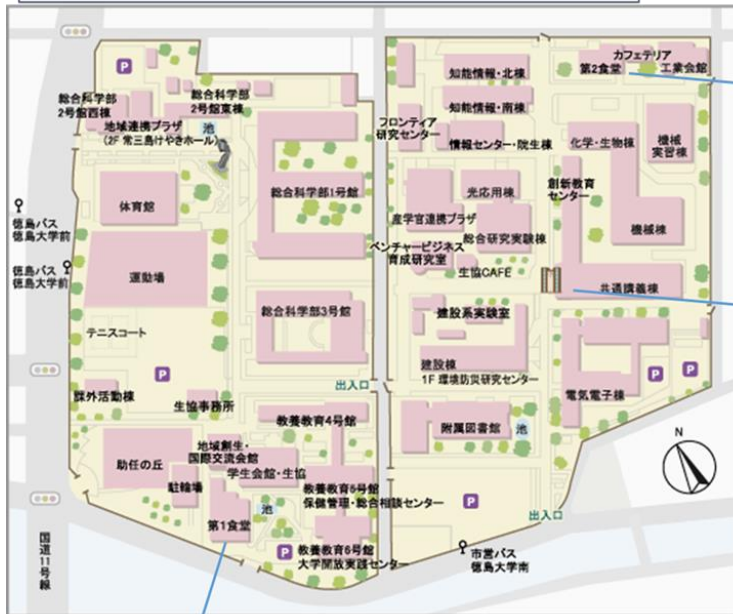 P
総合科学部
2号館西棟
総合科学部
2号館東棟
地域連携プラザ
(2F 常三島けやきホール)
池
体育館
総合科学部1号館
徳島バス
徳島大学前
徳島バス
徳島大学前
運動場
テニスコート
総合科学部3号館
P
課外活動棟
生協事務所
出入口
教養教育4号館
地域創生・
国際交流会館
助任の丘
学生会館・生協
駐輪場
教養教育5号館
保健管理・総合相談センター
池
第1食堂
P
教養教育6号館
大学開放実践センター
国道11号線
知能情報・北棟
カフェテリア
第2食堂
工業会館
知能情報・南棟
フロンティア
研究センター
情報センター・院生棟
化学・生物棟
機械
実習棟
光応用棟
創新教育
センター
産学官連携プラザ
総合研究実験棟
機械棟
ベンチャービジネス
育成研究室
生協CAFE
共通講義棟
建設系実験室
建設棟
1F 環境防災研究センター
電気電子棟
P
P
附属図書館
池
N
P
出入口
市営バス
徳島大学南